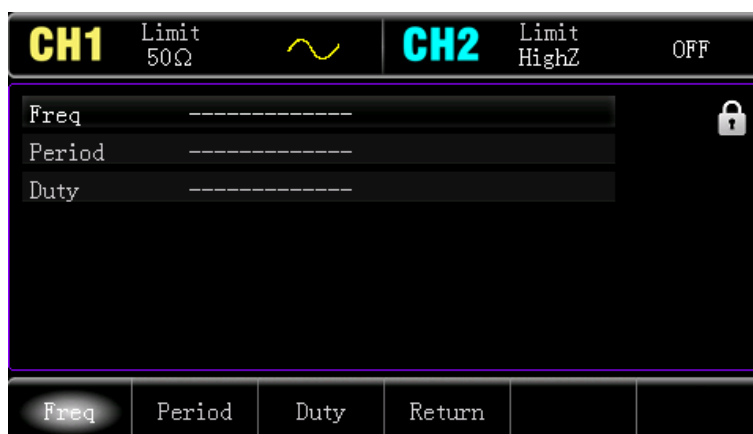 CH1 Limit 50Ω CH2 Limit HighZ OFF
Freq -------------
Period -------------
Duty -------------
Freq Period Duty Return